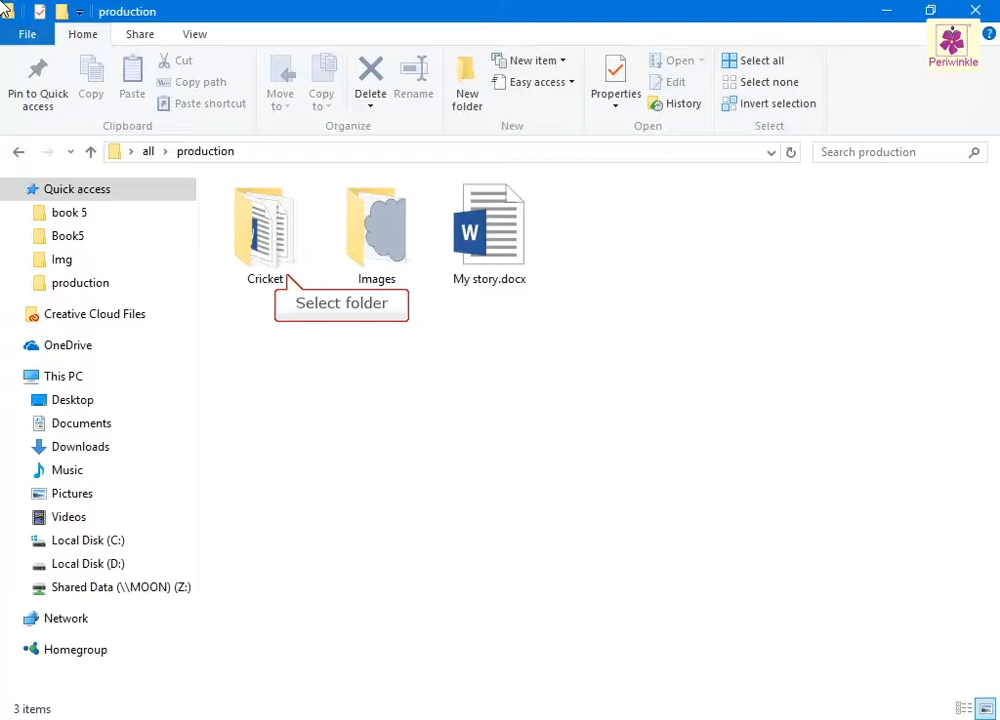 production
File Home Share View
Periwinkle
Pin to Quick access
Copy
Paste
Cut
Copy path
Paste shortcut
Clipboard
Move to
Copy to
Delete
Rename
Organize
New folder
New item
Easy access
New
Properties
Open
Edit
History
Open
Select all
Select none
Invert selection
Select
all production
Search production
Quick access
book 5
Book5
Img
production
Creative Cloud Files
OneDrive
This PC
Desktop
Documents
Downloads
Music
Pictures
Videos
Local Disk (C:)
Local Disk (D:)
Shared Data (\\MOON) (Z:)
Network
Homegroup
W
Cricket
Images
My story.docx
Select folder
3 items